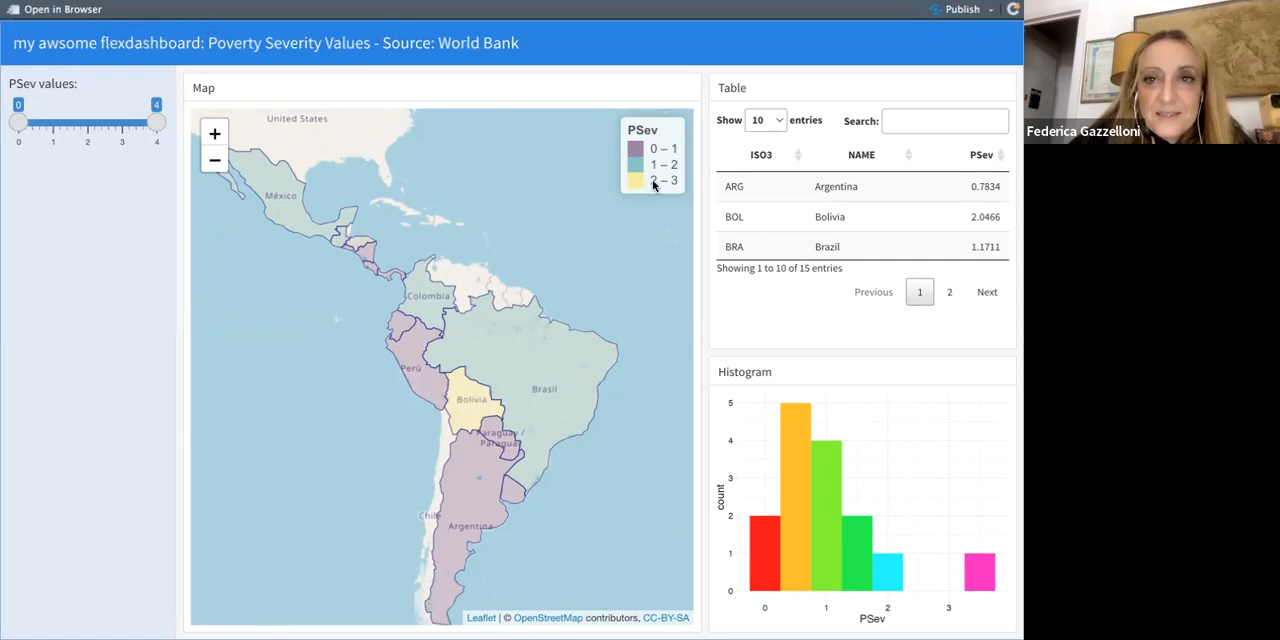 Open in Browser
Publish
my awsome flexdashboard: Poverty Severity Values - Source: World Bank
PSev values:
0 4
0 1 2 3 4
Map
+
−
United States
México
Colombia
Perú
Brasil
Bolivia
Paraguay /
Paraguay
Chile
Argentina
PSev
0 – 1
1 – 2
2 – 3
Leaflet | © OpenStreetMap contributors, CC-BY-SA
Table
Show 10 entries Search:
ISO3 NAME PSev
ARG Argentina 0.7834
BOL Bolivia 2.0466
BRA Brazil 1.1711
Showing 1 to 10 of 15 entries
Previous 1 2 Next
Histogram
count
5
4
3
2
1
0
0 1 2 3
PSev
Federica Gazzelloni